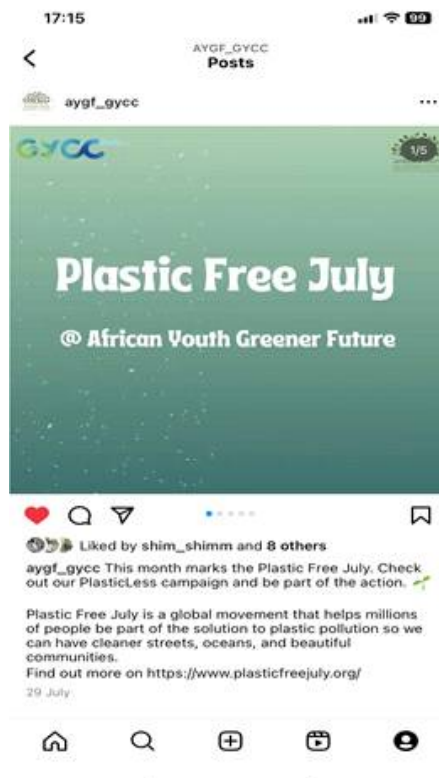 17:15
99
AYGF_GYCC
Posts
aygf_gycc
GYCC
1/5
Plastic Free July
@ African Youth Greener Future
Liked by shim_shimm and 8 others
aygf_gycc This month marks the Plastic Free July. Check
out our PlasticLess campaign and be part of the action.
Plastic Free July is a global movement that helps millions
of people be part of the solution to plastic pollution so we
can have cleaner streets, oceans, and beautiful
communities.
Find out more on https://www.plasticfreejuly.org/
29 July